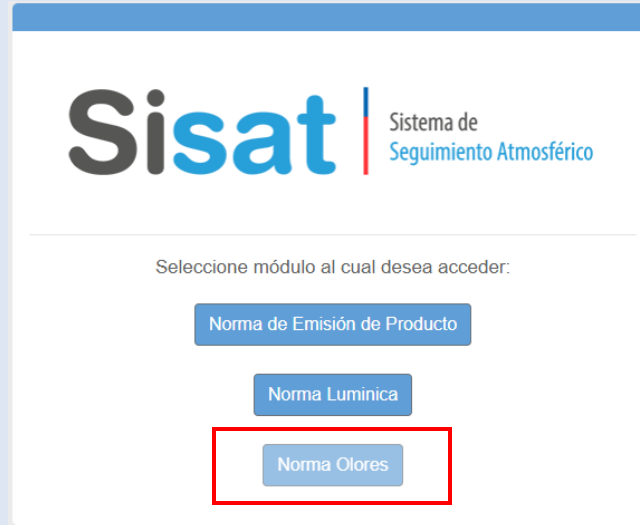 Sisat
Sistema de
Seguimiento Atmosférico
Seleccione módulo al cual desea acceder:
Norma de Emisión de Producto
Norma Luminica
Norma Olores